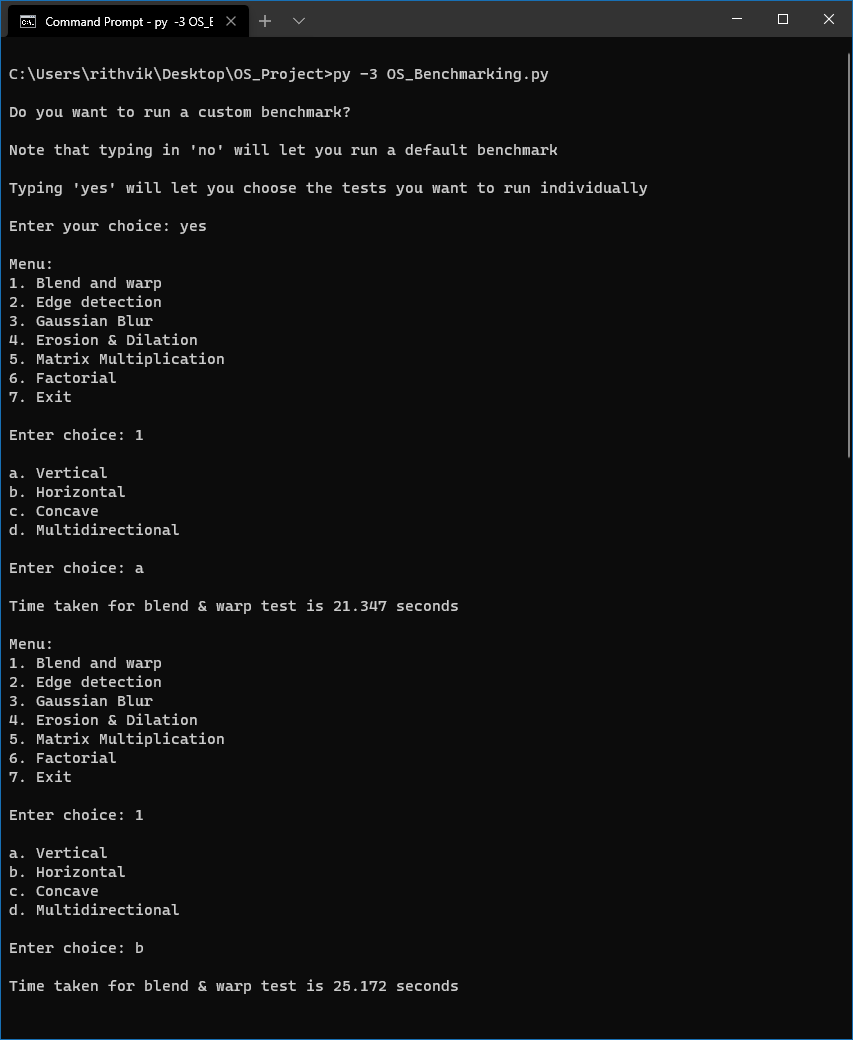 Command Prompt - py -3 OS_B
C:\Users\rithvik\Desktop\OS_Project>py -3 OS_Benchmarking.py
Do you want to run a custom benchmark?
Note that typing in 'no' will let you run a default benchmark
Typing 'yes' will let you choose the tests you want to run individually
Enter your choice: yes
Menu:
1. Blend and warp
2. Edge detection
3. Gaussian Blur
4. Erosion & Dilation
5. Matrix Multiplication
6. Factorial
7. Exit
Enter choice: 1
a. Vertical
b. Horizontal
c. Concave
d. Multidirectional
Enter choice: a
Time taken for blend & warp test is 21.347 seconds
Menu:
1. Blend and warp
2. Edge detection
3. Gaussian Blur
4. Erosion & Dilation
5. Matrix Multiplication
6. Factorial
7. Exit
Enter choice: 1
a. Vertical
b. Horizontal
c. Concave
d. Multidirectional
Enter choice: b
Time taken for blend & warp test is 25.172 seconds